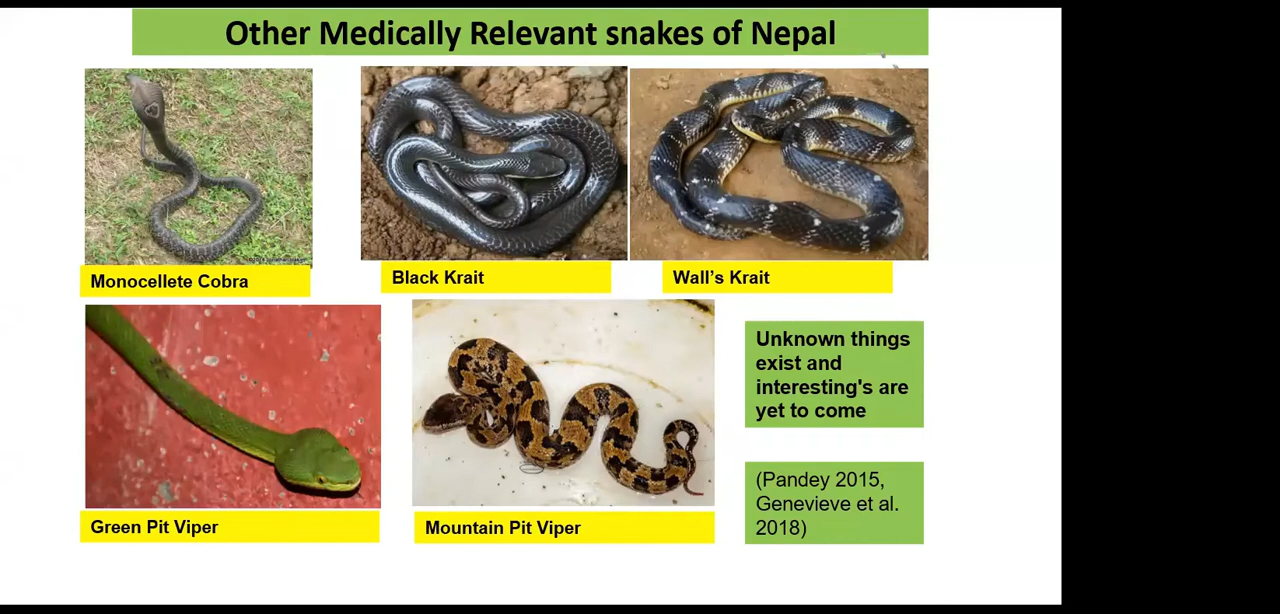 Other Medically Relevant snakes of Nepal
Monocellete Cobra
Black Krait
Wall's Krait
Green Pit Viper
Mountain Pit Viper
Unknown things
exist and
interesting's are
yet to come
(Pandey 2015,
Genevieve et al.
2018)